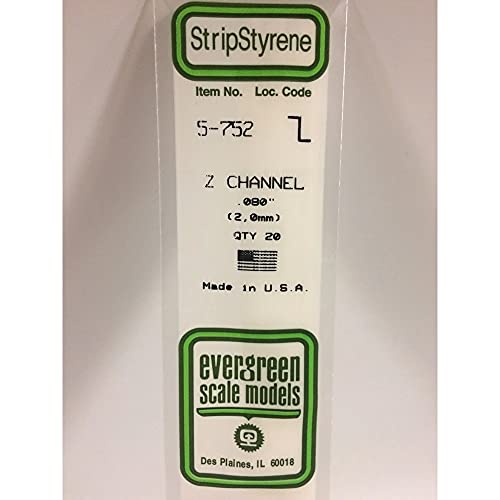 StripStyrene
Item No. Loc. Code
5-752
Z CHANNEL
.080"
(2,0mm)
QTY 20
Made in U.S.A.
evergreen
scale models
Des Plaines, IL 60018